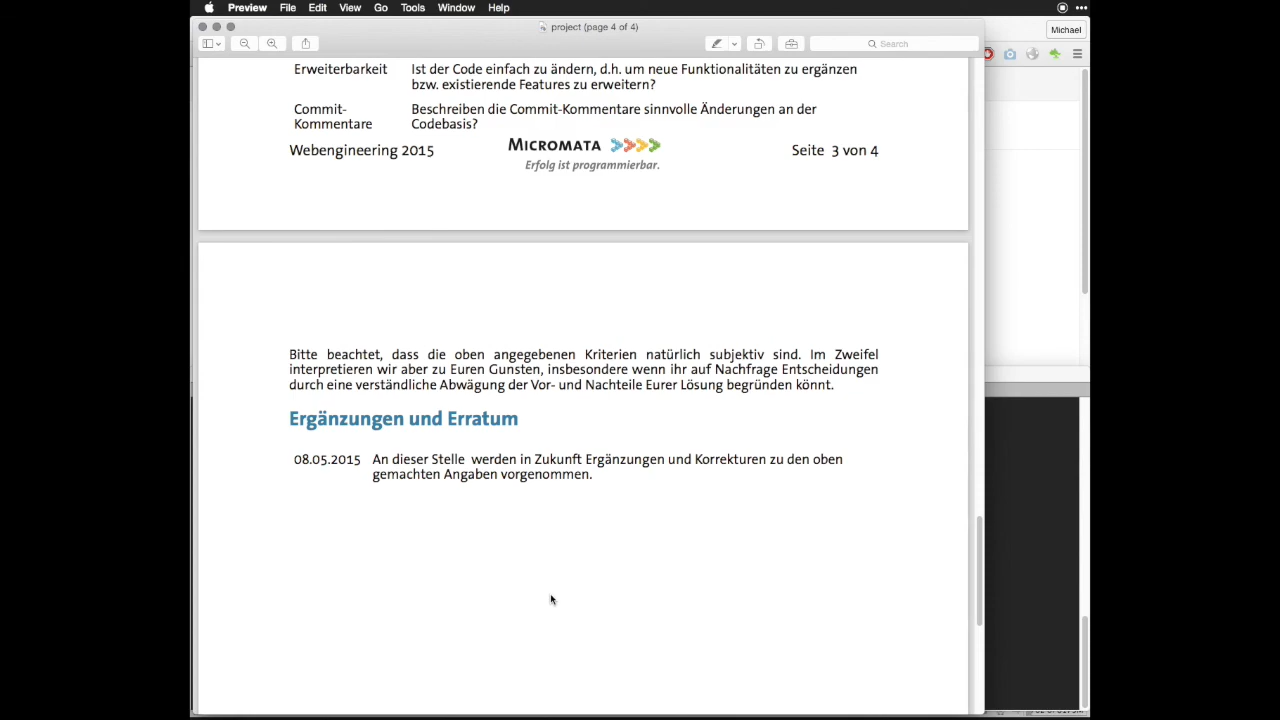 Preview File Edit View Go Tools Window Help
project (page 4 of 4)
Michael
Search
Erweiterbarkeit Ist der Code einfach zu ändern, d.h. um neue Funktionalitäten zu ergänzen
bzw. existierende Features zu erweitern?
Commit- Beschreiben die Commit-Kommentare sinnvolle Änderungen an der
Kommentare Codebasis?
Webengineering 2015 MICROMATA Seite 3 von 4
Erfolg ist programmierbar.
Bitte beachtet, dass die oben angegebenen Kriterien natürlich subjektiv sind. Im Zweifel
interpretieren wir aber zu Euren Gunsten, insbesondere wenn ihr auf Nachfrage Entscheidungen
durch eine verständliche Abwägung der Vor- und Nachteile Eurer Lösung begründen könnt.
Ergänzungen und Erratum
08.05.2015 An dieser Stelle werden in Zukunft Ergänzungen und Korrekturen zu den oben
gemachten Angaben vorgenommen.